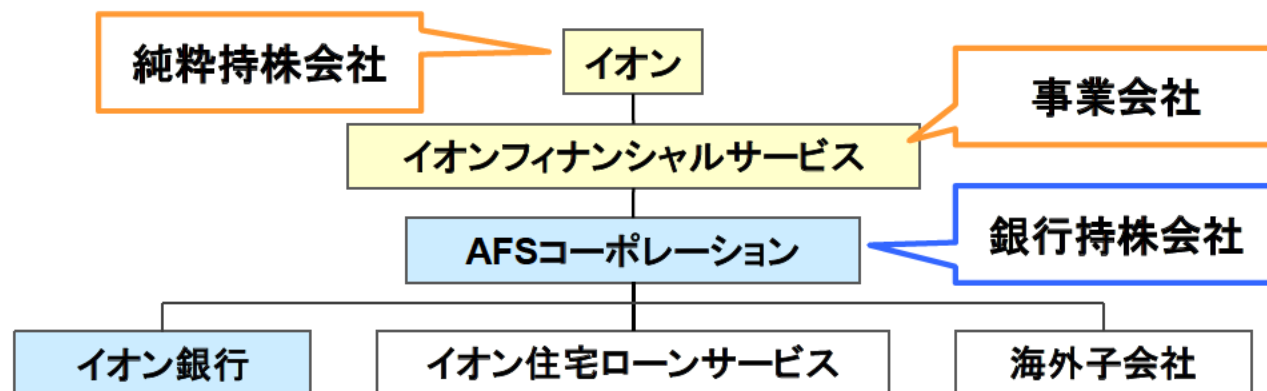 純粋持株会社
イオン
事業会社
イオンフィナンシャルサービス
銀行持株会社
AFSコーポレーション
イオン銀行
イオン住宅ローンサービス
海外子会社